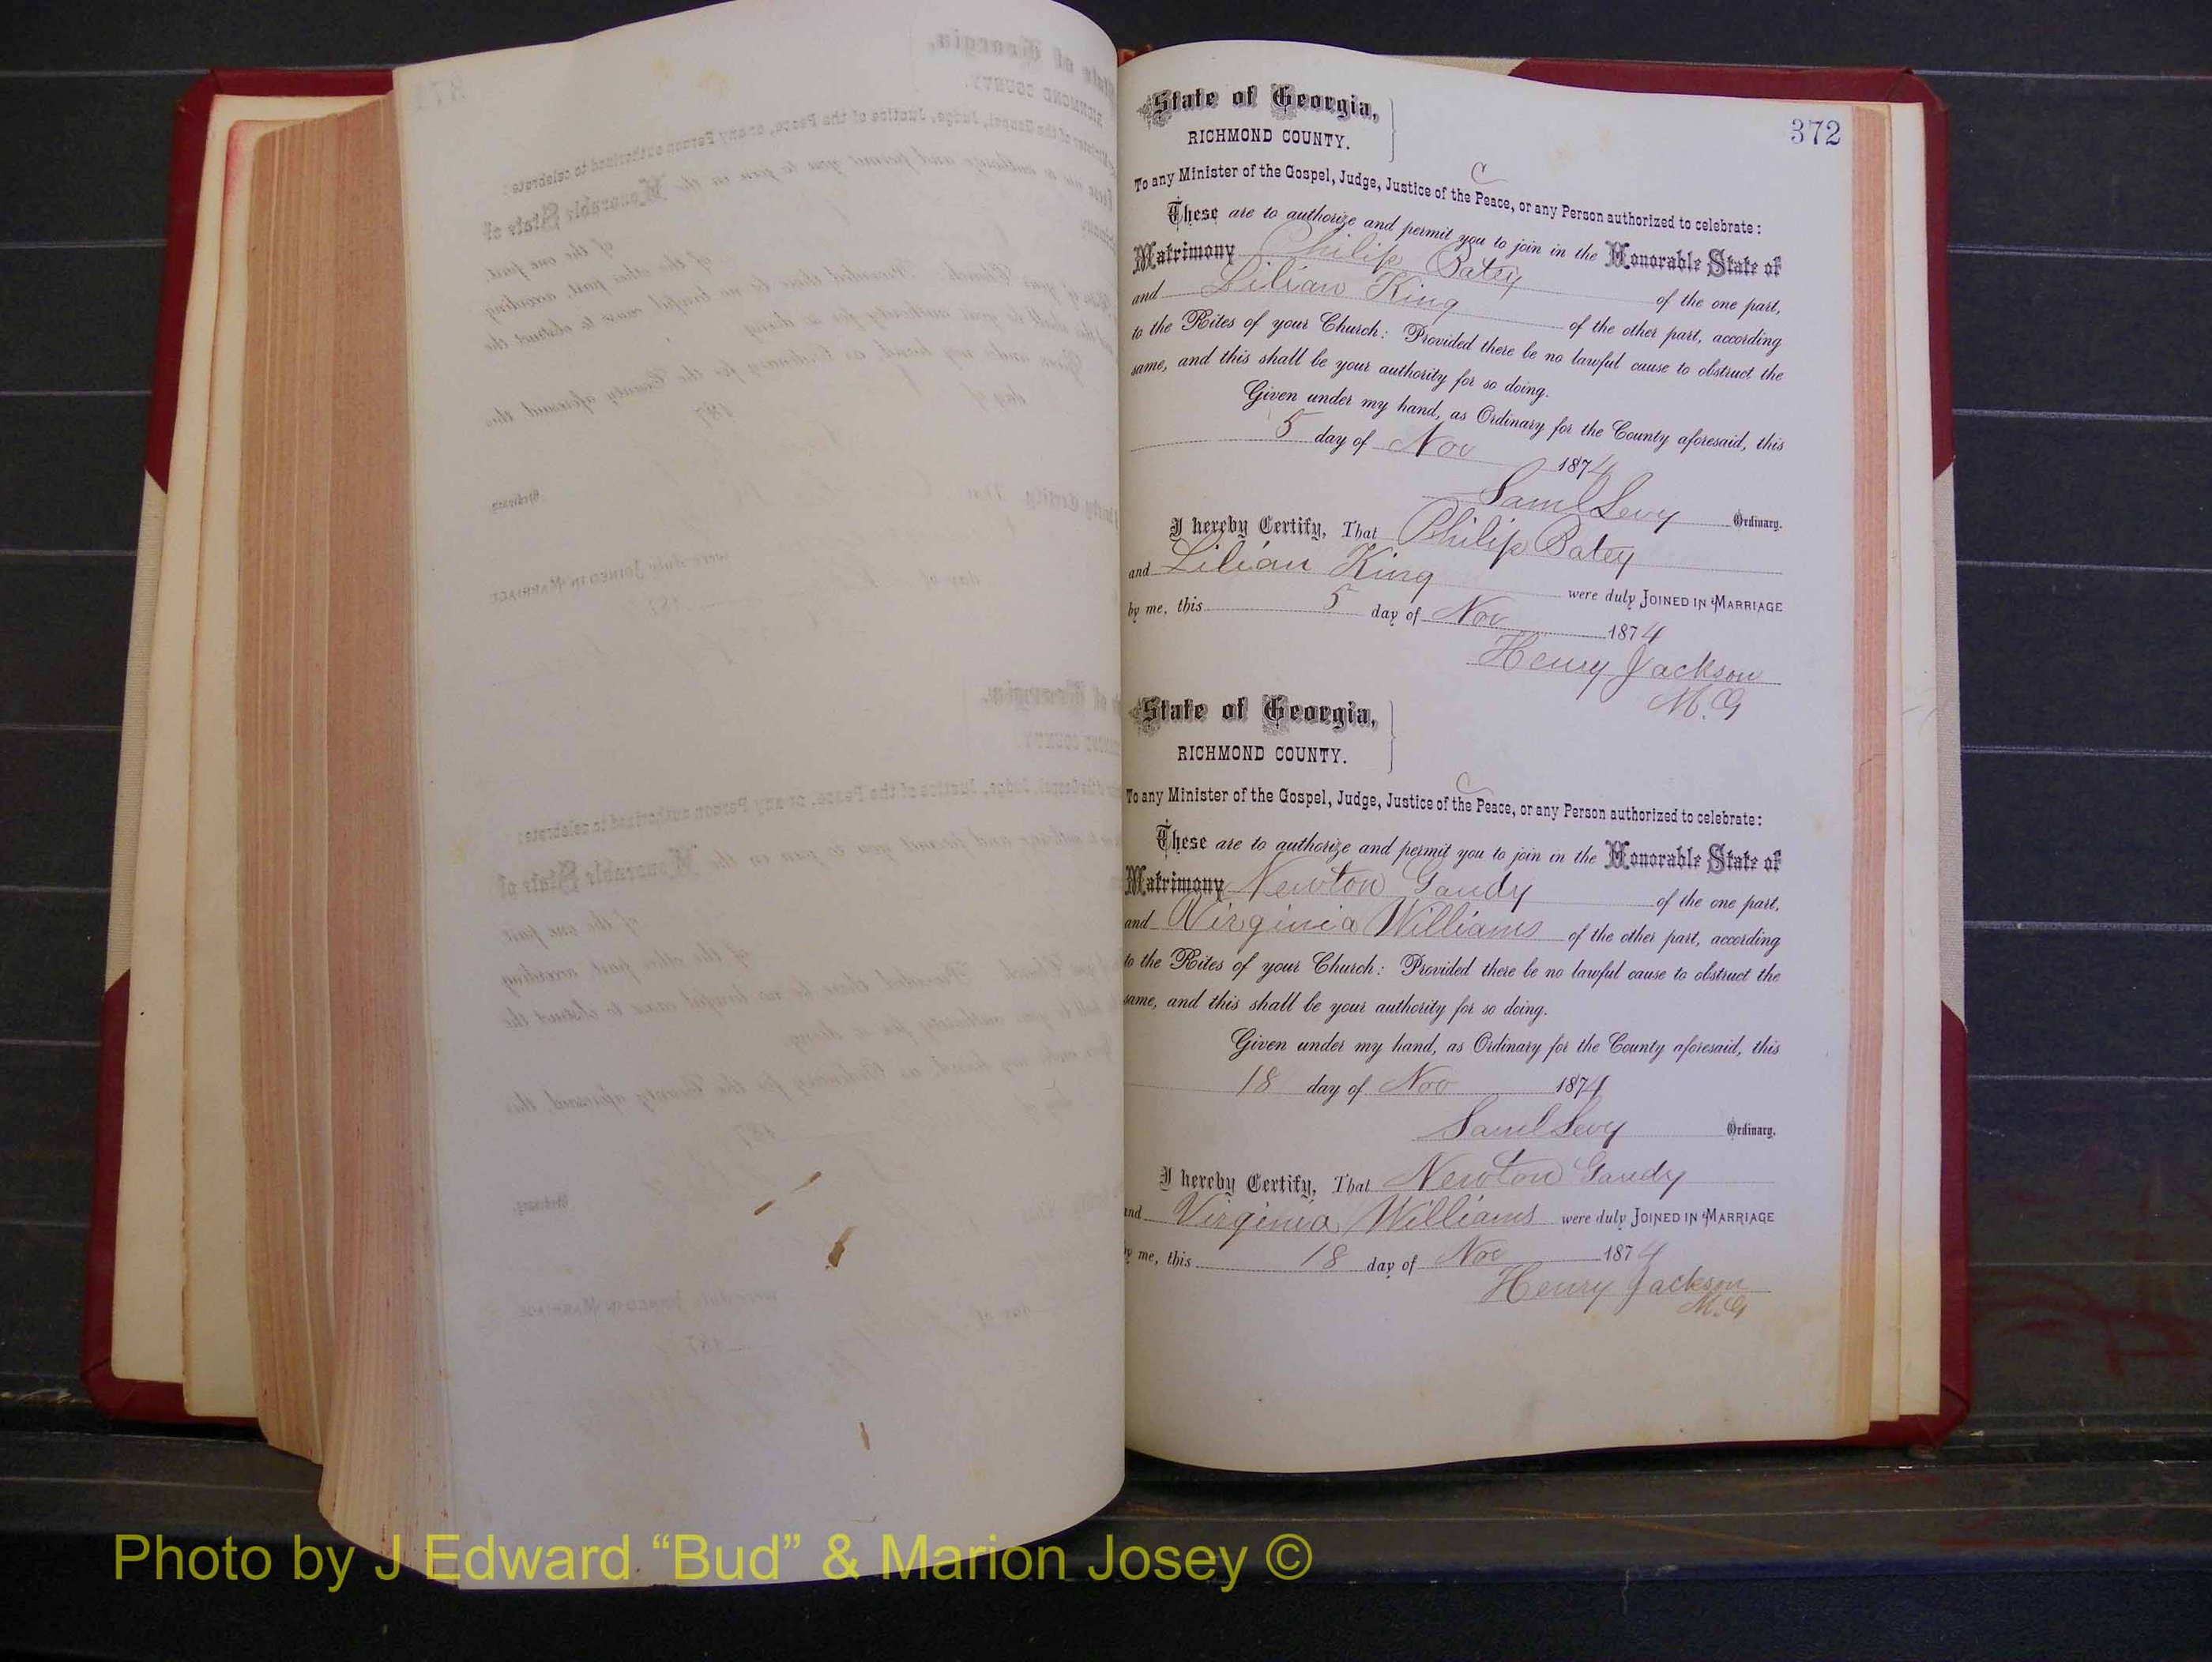 372
State of Georgia,
RICHMOND COUNTY.
C
To any Minister of the Gospel, Judge, Justice of the Peace, or any Person authorized to celebrate:
These are to authorize and permit you to join in the Honorable State of
Matrimony Philip Batey of the one part,
and Lilian King of the other part, according
to the Rites of your Church: Provided there be no lawful cause to obstruct the
same, and this shall be your authority for so doing.
Given under my hand, as Ordinary for the County aforesaid, this
5 day of Nov 1874
Saml Levy Ordinary.
I hereby Certify, That Philip Batey
and Lilian King were duly JOINED IN MARRIAGE
by me, this 5 day of Nov 1874
Henry Jackson
M.G
State of Georgia,
RICHMOND COUNTY.
C
To any Minister of the Gospel, Judge, Justice of the Peace, or any Person authorized to celebrate:
These are to authorize and permit you to join in the Honorable State of
Matrimony Newton Gandy of the one part,
and Virginia Williams of the other part, according
to the Rites of your Church: Provided there be no lawful cause to obstruct the
same, and this shall be your authority for so doing.
Given under my hand, as Ordinary for the County aforesaid, this
18 day of Nov 1874
Saml Levy Ordinary.
I hereby Certify, That Newton Gandy
and Virginia Williams were duly JOINED IN MARRIAGE
by me, this 18 day of Nov 1874
Henry Jackson
M.G
Photo by J Edward “Bud” & Marion Josey ©